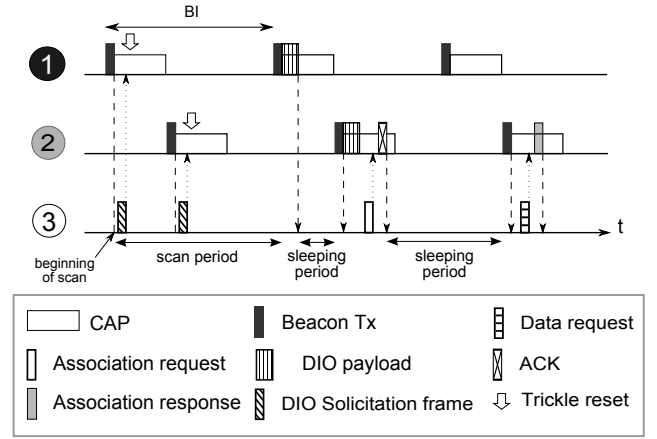 BI
1
2
3
t
beginning
of scan
scan period
sleeping
period
sleeping
period
CAP
Beacon Tx
Data request
Association request
DIO payload
ACK
Association response
DIO Solicitation frame
Trickle reset